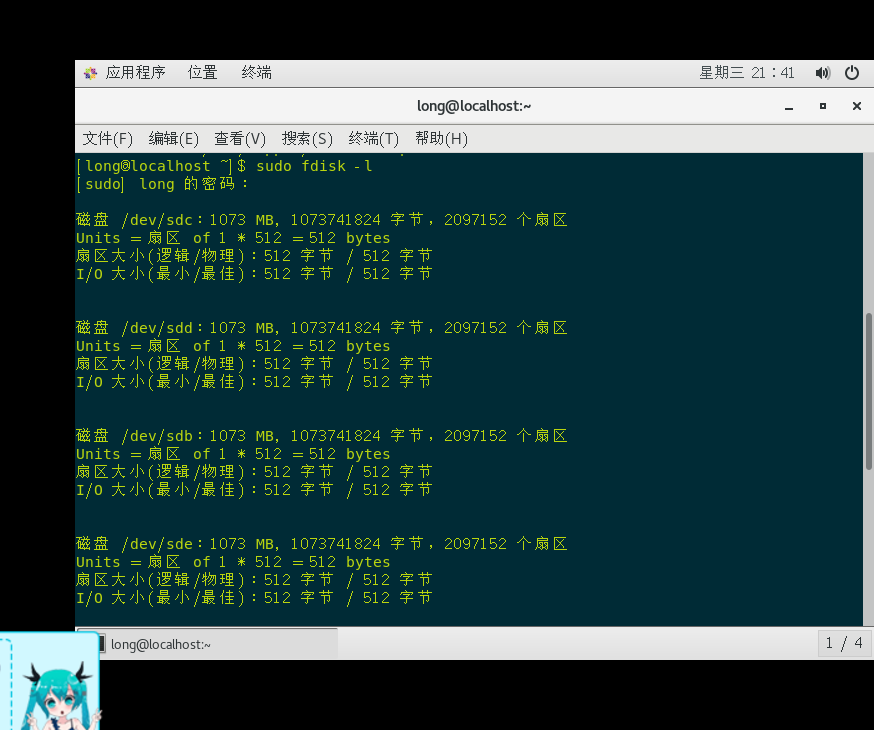 应用程序 位置 终端 星期三 21：41
long@localhost:~
文件(F) 编辑(E) 查看(V) 搜索(S) 终端(T) 帮助(H)
[long@localhost ~]$ sudo fdisk -l
[sudo] long 的密码：
磁盘 /dev/sdc：1073 MB, 1073741824 字节，2097152 个扇区
Units = 扇区 of 1 * 512 = 512 bytes
扇区大小(逻辑/物理)：512 字节 / 512 字节
I/O 大小(最小/最佳)：512 字节 / 512 字节
磁盘 /dev/sdd：1073 MB, 1073741824 字节，2097152 个扇区
Units = 扇区 of 1 * 512 = 512 bytes
扇区大小(逻辑/物理)：512 字节 / 512 字节
I/O 大小(最小/最佳)：512 字节 / 512 字节
磁盘 /dev/sdb：1073 MB, 1073741824 字节，2097152 个扇区
Units = 扇区 of 1 * 512 = 512 bytes
扇区大小(逻辑/物理)：512 字节 / 512 字节
I/O 大小(最小/最佳)：512 字节 / 512 字节
磁盘 /dev/sde：1073 MB, 1073741824 字节，2097152 个扇区
Units = 扇区 of 1 * 512 = 512 bytes
扇区大小(逻辑/物理)：512 字节 / 512 字节
I/O 大小(最小/最佳)：512 字节 / 512 字节
long@localhost:~ 1 / 4